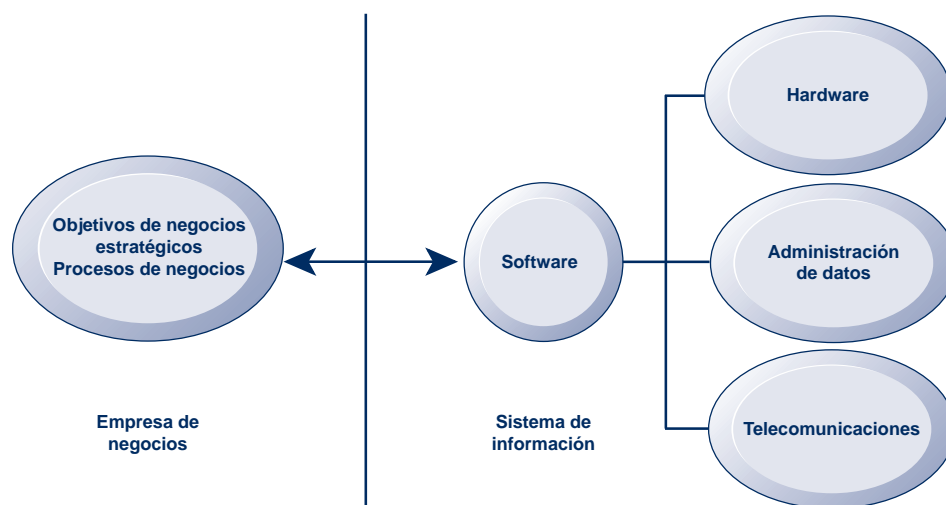 Hardware
Objetivos de negocios
estratégicos
Procesos de negocios
Software
Administración
de datos
Telecomunicaciones
Empresa de
negocios
Sistema de
información